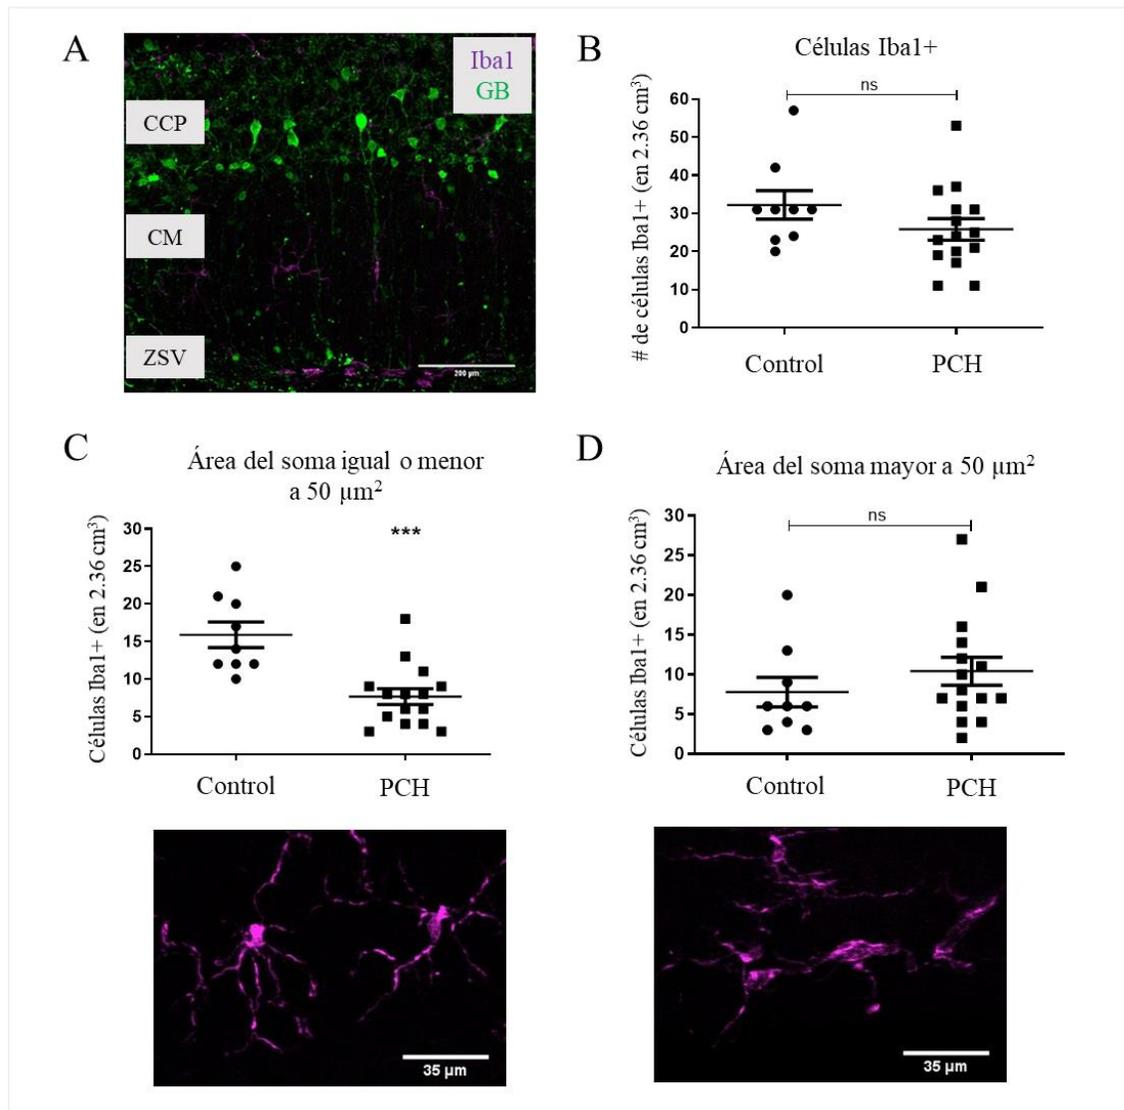 A
Iba1
GB
CCP
CM
ZSV
200 µm
B
Células Iba1+
ns
# de células Iba1+ (en 2.36 cm³)
60
50
40
30
20
10
0
Control
PCH
C
Área del soma igual o menor
a 50 µm²
***
Células Iba1+ (en 2.36 cm³)
30
25
20
15
10
5
0
Control
PCH
35 µm
D
Área del soma mayor a 50 µm²
ns
Células Iba1+ (en 2.36 cm³)
30
25
20
15
10
5
0
Control
PCH
35 µm